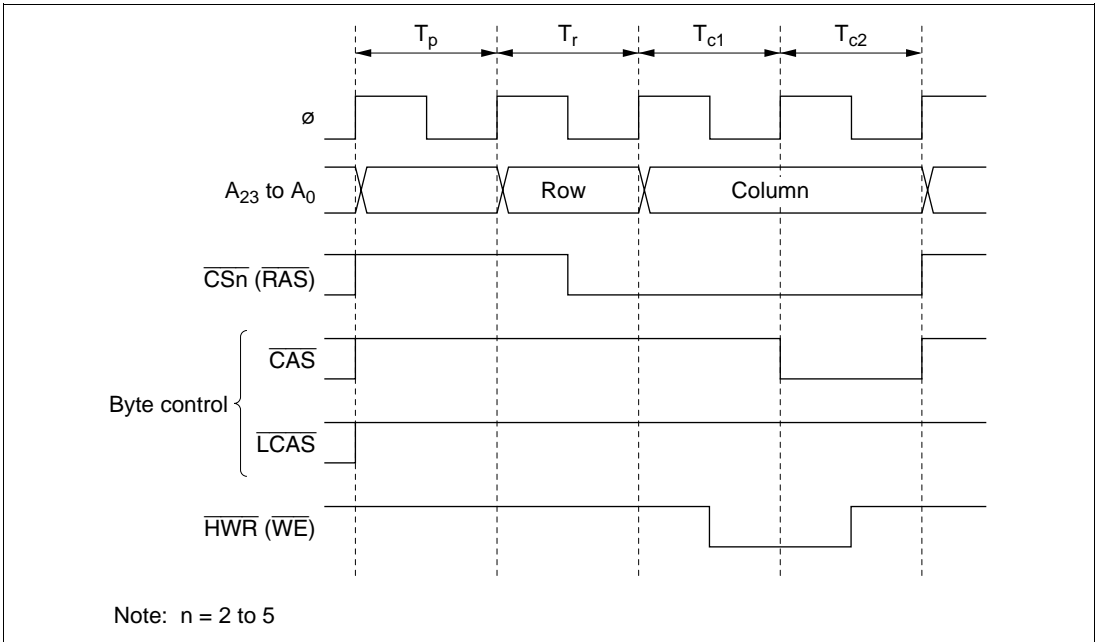 Tp Tr Tc1 Tc2
ø
A23 to A0 Row Column
CSn (RAS)
CAS
Byte control
LCAS
HWR (WE)
Note: n = 2 to 5